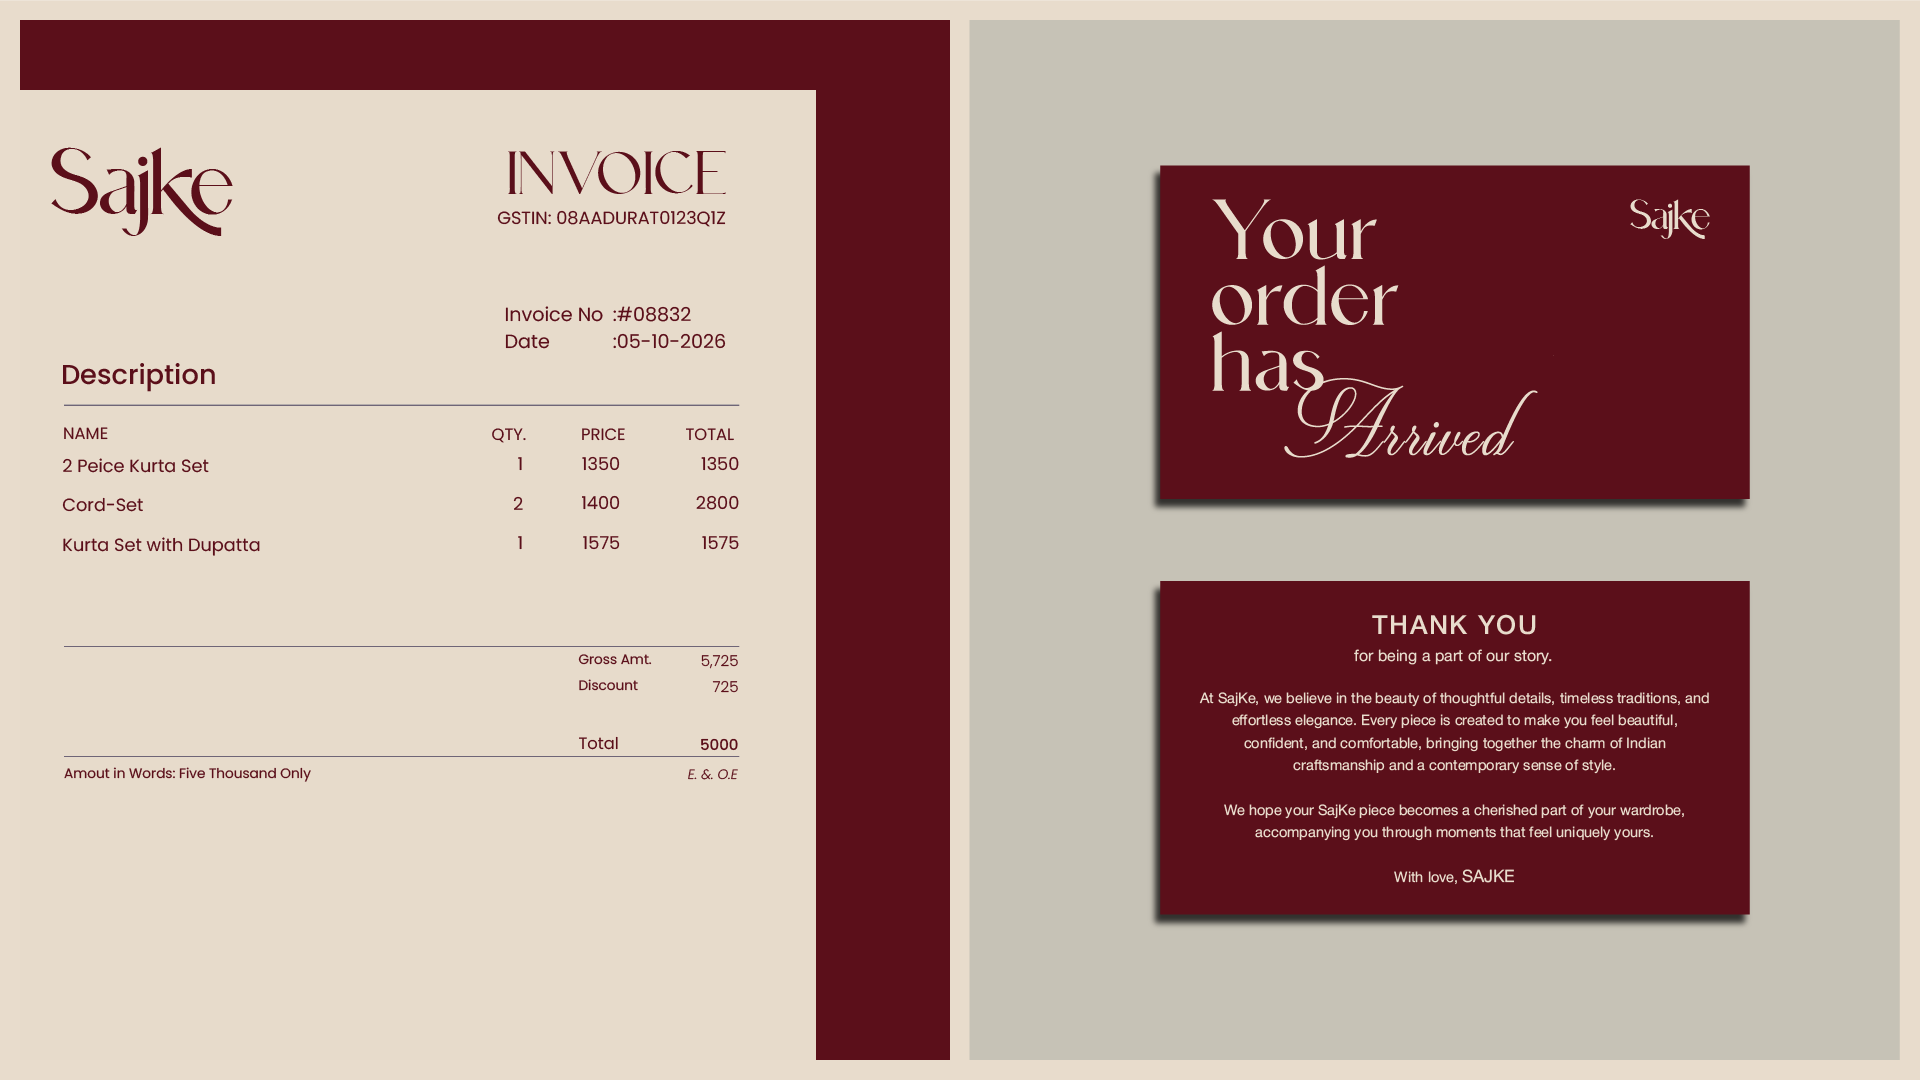 Sajke
INVOICE
GSTIN: 08AADURAT0123Q1Z
Invoice No :#08832
Date :05-10-2026
Description
NAME QTY. PRICE TOTAL
2 Peice Kurta Set 1 1350 1350
Cord-Set 2 1400 2800
Kurta Set with Dupatta 1 1575 1575
Gross Amt. 5,725
Discount 725
Total 5000
Amout in Words: Five Thousand Only E. &. O.E
Your
order
has
Arrived
Sajke
THANK YOU
for being a part of our story.
At SajKe, we believe in the beauty of thoughtful details, timeless traditions, and
effortless elegance. Every piece is created to make you feel beautiful,
confident, and comfortable, bringing together the charm of Indian
craftsmanship and a contemporary sense of style.
We hope your SajKe piece becomes a cherished part of your wardrobe,
accompanying you through moments that feel uniquely yours.
With love, SAJKE